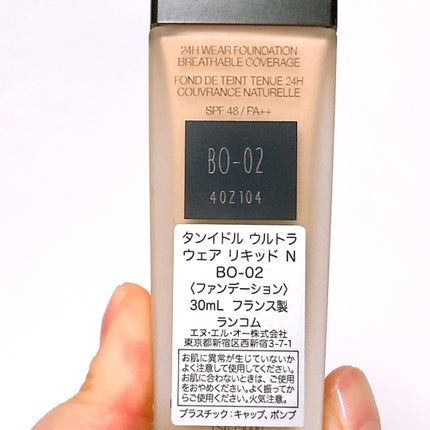 24H WEAR FOUNDATION
BREATHABLE COVERAGE
FOND DE TEINT TENUE 24H
COUVRANCE NATURELLE
SPF 48 / PA++
BO-02
40Z104
タンイドル ウルトラ
ウェア リキッド N
BO-02
〈ファンデーション〉
30mL フランス製
ランコム
エヌ・エル・オー株式会社
東京都新宿区西新宿3-7-1
お肌に異常が生じていないか
よく注意して使用してください。
お肌に合わないときは、ご使用
をおやめください。よく振ってか
らご使用ください。火気注意。
プラスチック：キャップ、ポンプ